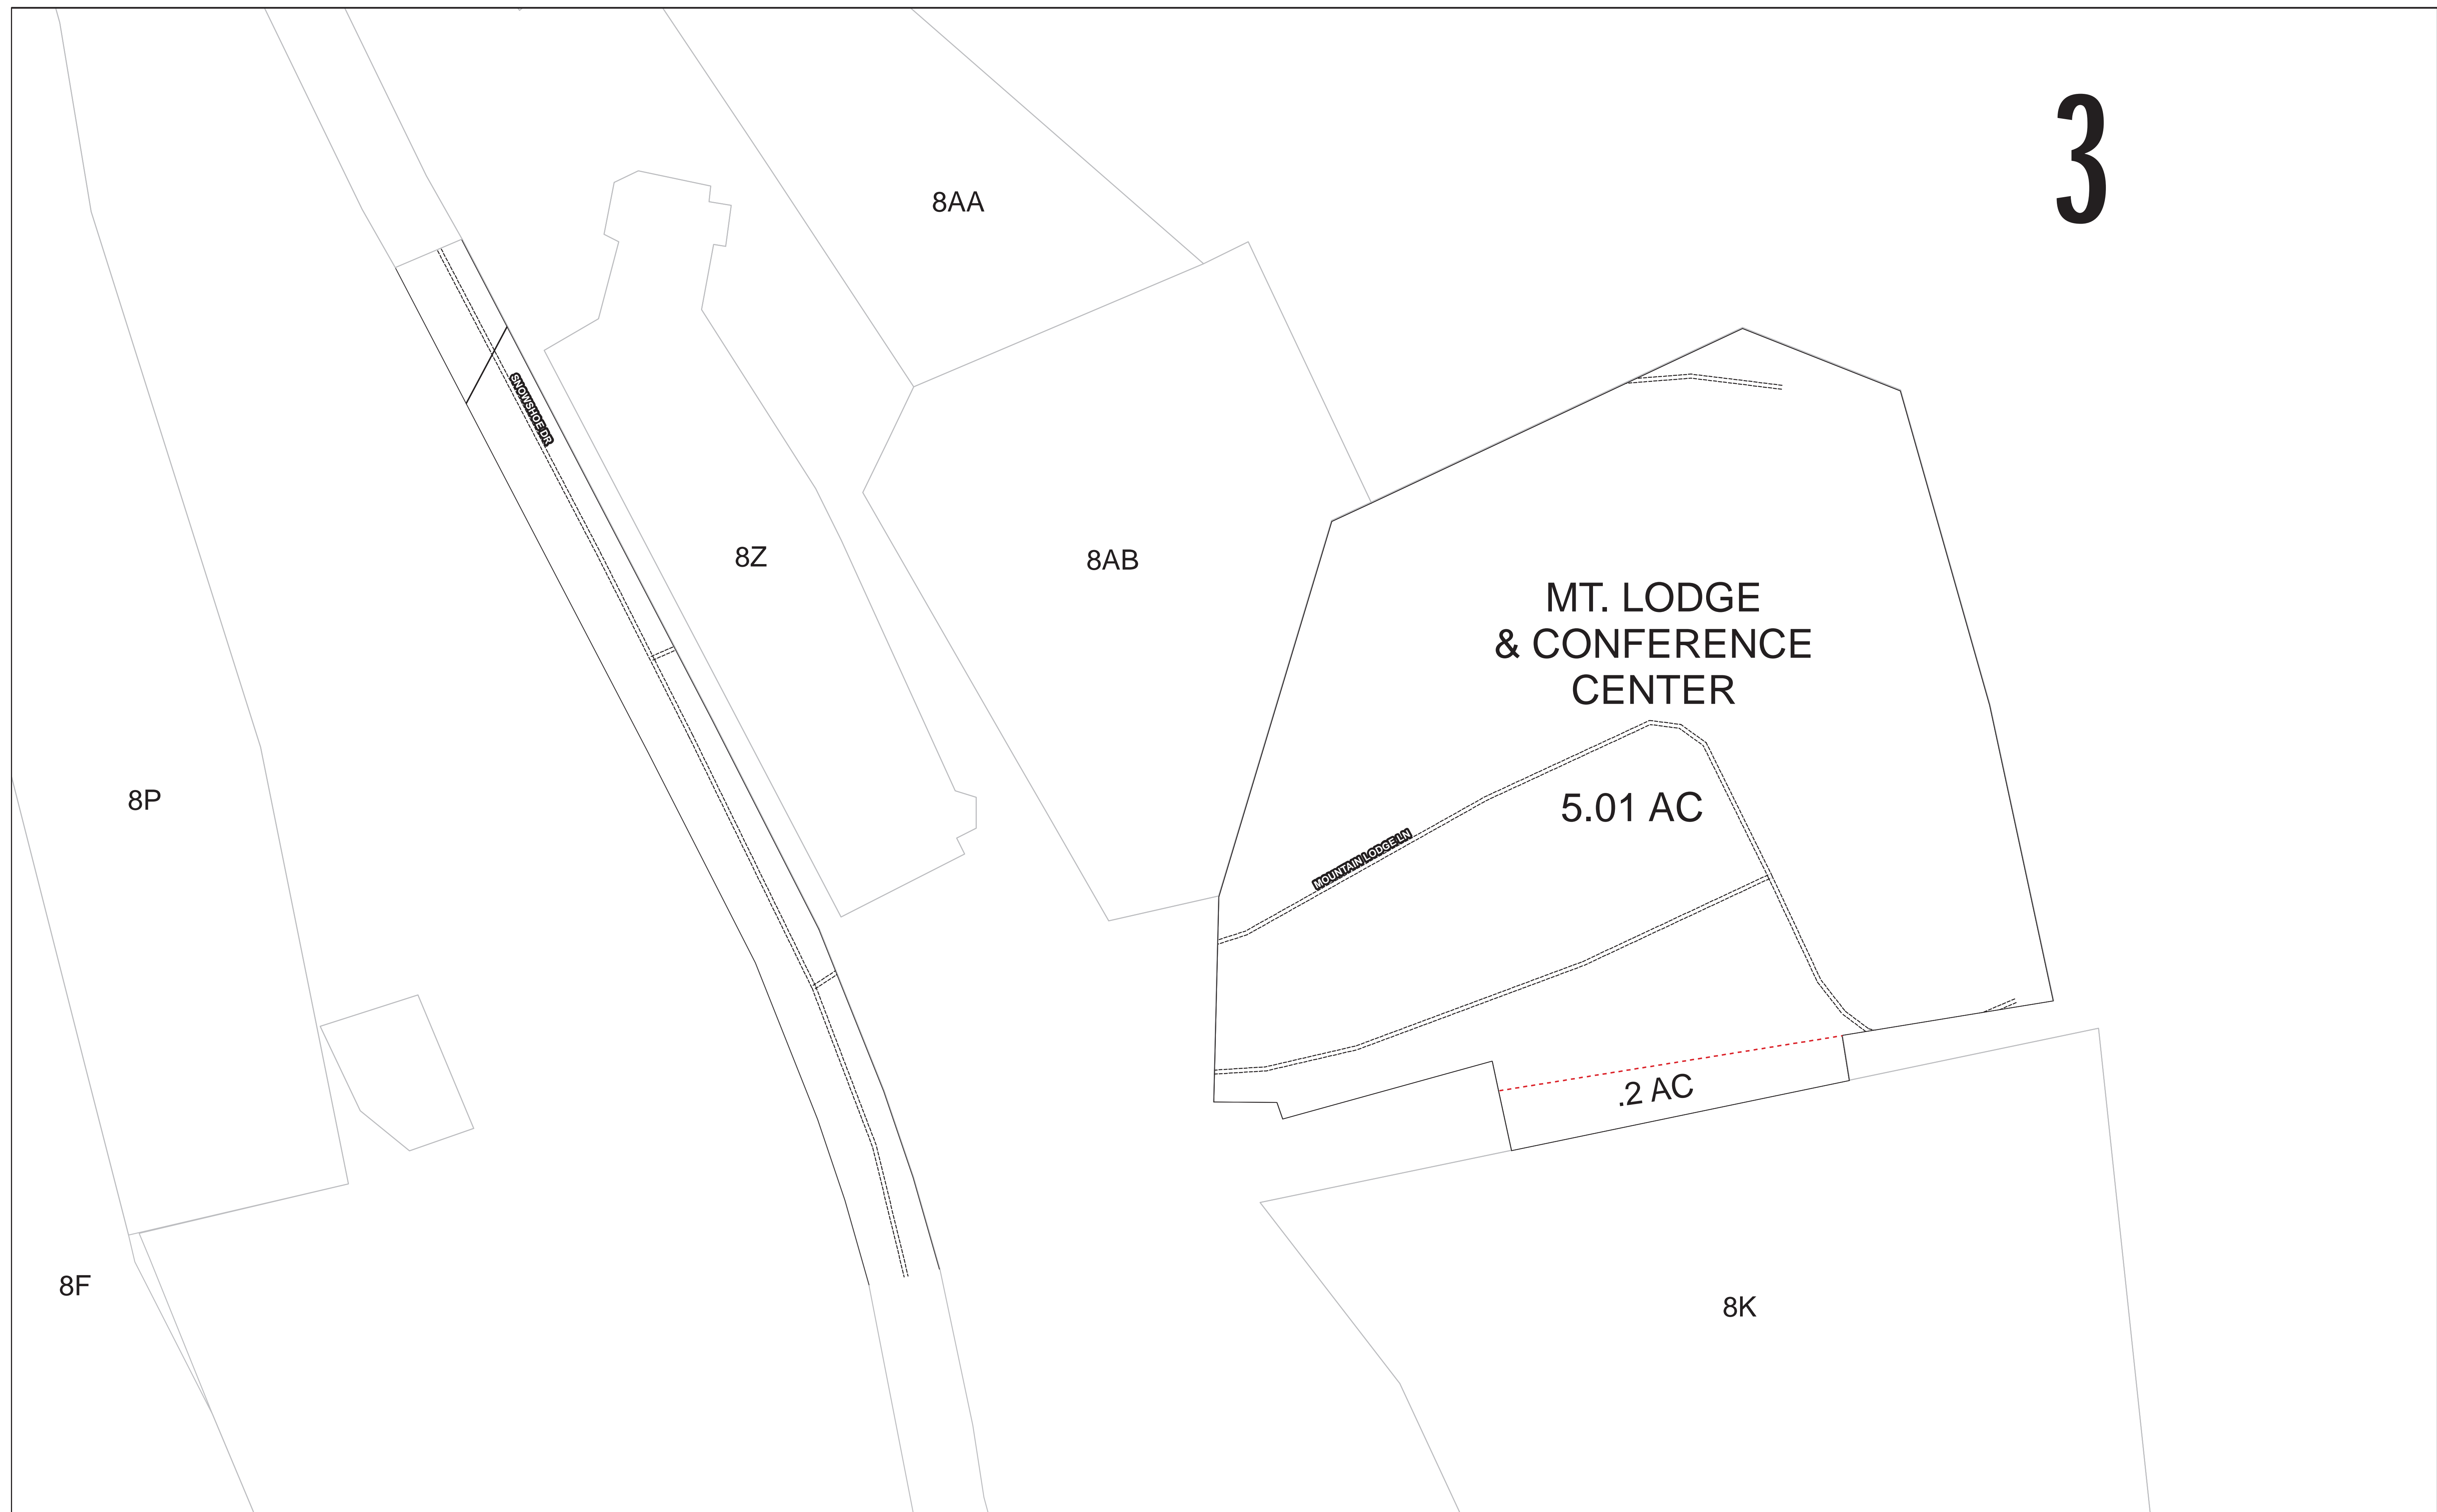 3
8AA
SNOWSHOE DR
8Z
8AB
MT. LODGE
& CONFERENCE
CENTER
8P
5.01 AC
MOUNTAIN LODGE LN
.2 AC
8F
8K